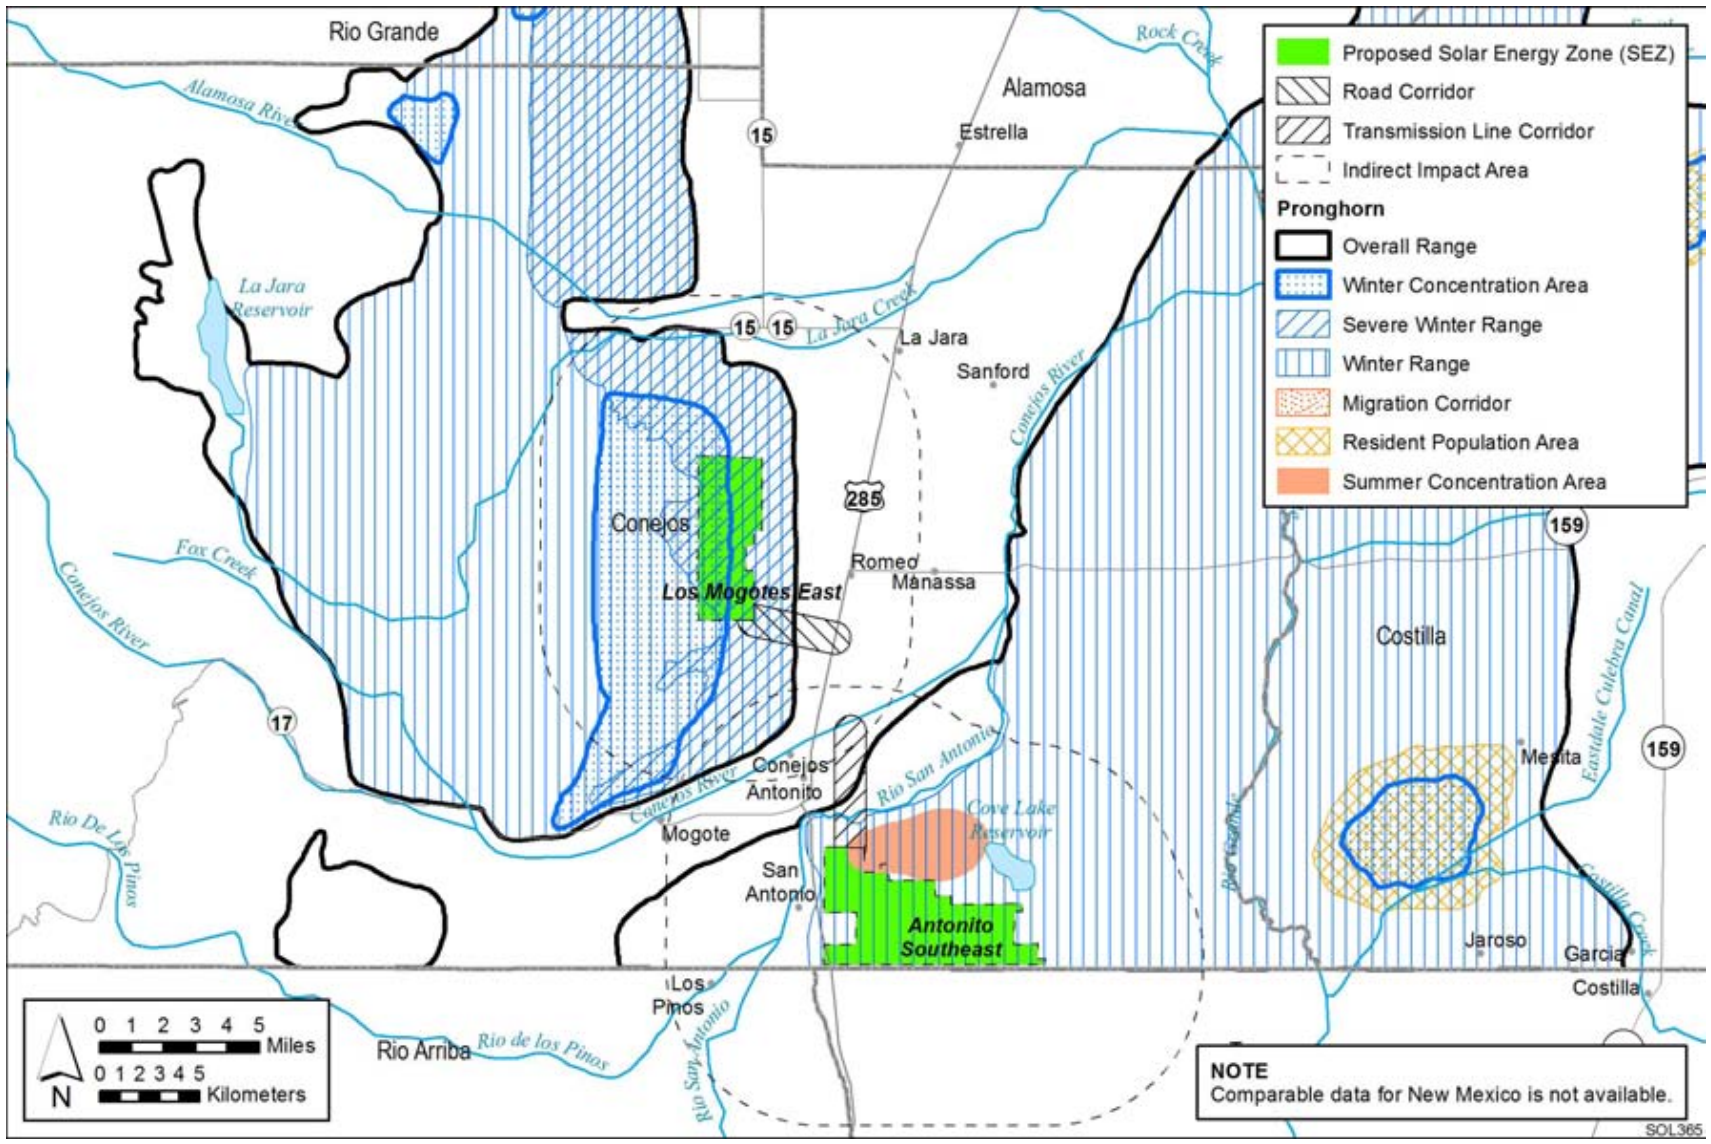 Rio Grande
Rock Creek
Alamosa River
Alamosa
Estrella
15
La Jara
Reservoir
15
15
La Jara Creek
La Jara
Sanford
Conejos River
285
Conejos
Fox Creek
Conejos River
Romeo
Manassa
Los Mogotes East
159
Costilla
Eastdale Culebra Canal
17
159
Mesita
Conejos
Antonito
Rio San Antonio
Conejos River
Mogote
Cove Lake
Reservoir
Rio De Los Pinos
San
Antonio
Rio Grande
Antonito
Southeast
Costilla Creek
Jaroso
Garcia
Costilla
Los
Pinos
Rio San Antonio
Rio Arriba
Rio de los Pinos
Proposed Solar Energy Zone (SEZ)
Road Corridor
Transmission Line Corridor
Indirect Impact Area
Pronghorn
Overall Range
Winter Concentration Area
Severe Winter Range
Winter Range
Migration Corridor
Resident Population Area
Summer Concentration Area
0 1 2 3 4 5
Miles
0 1 2 3 4 5
Kilometers
N
NOTE
Comparable data for New Mexico is not available.
SOL365